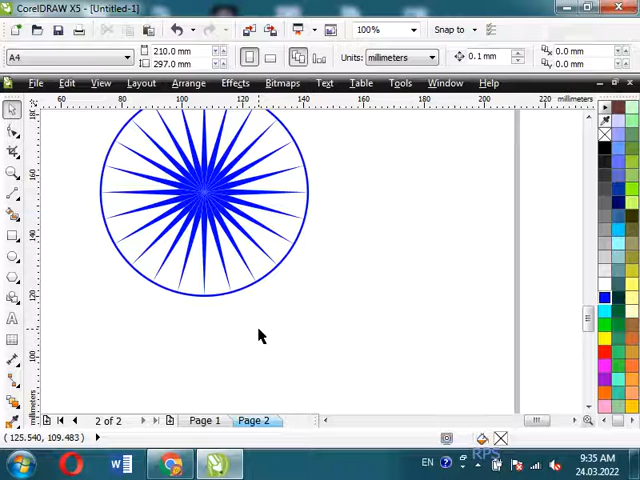 CorelDRAW X5 - [Untitled-1]
100%
Snap to
A4
210.0 mm
297.0 mm
Units: millimeters
0.1 mm
0.0 mm
0.0 mm
File Edit View Layout Arrange Effects Bitmaps Text Table Tools Window Help
60 80 100 120 140 160 180 200 220 millimeters
180
160
140
120
100
millimeters
2 of 2 Page 1 Page 2
(125.540, 109.483)
RPS
EN
9:35 AM
24.03.2022